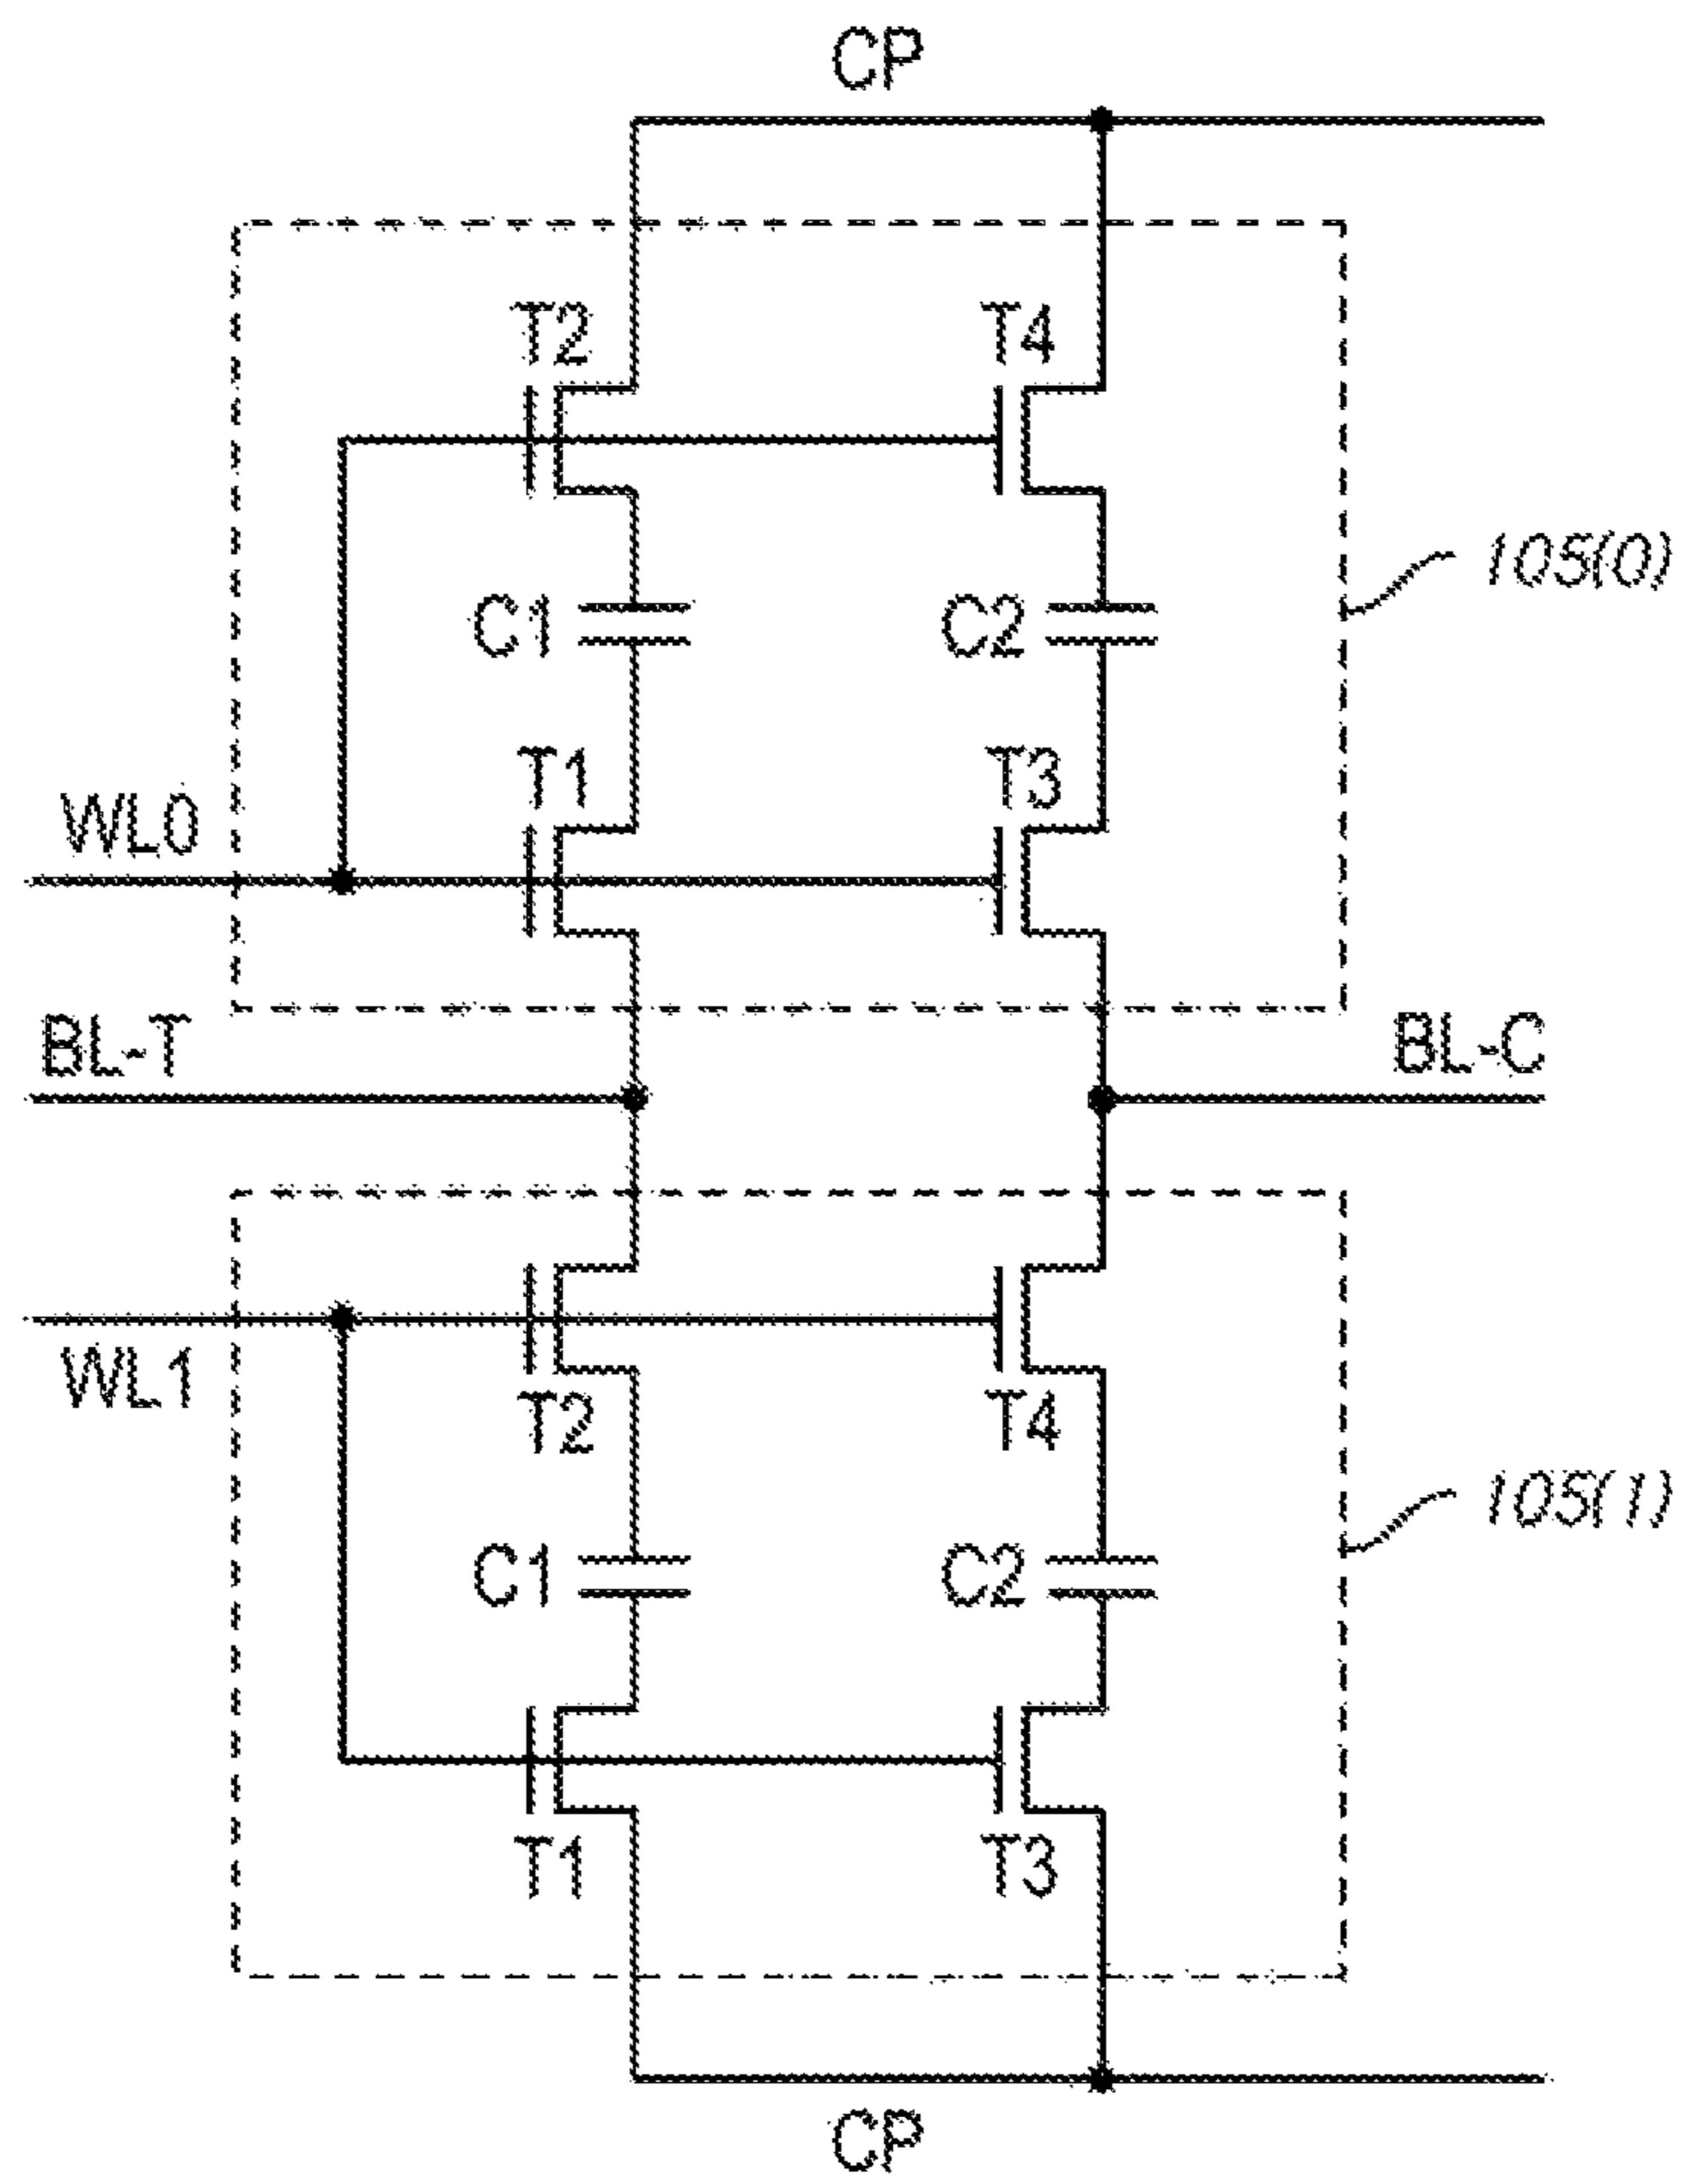 CP
T2
T4
105(0)
C1
C2
T1
T3
WL0
BL-T
BL-C
WL1
T2
T4
105(1)
C1
C2
T1
T3
CP